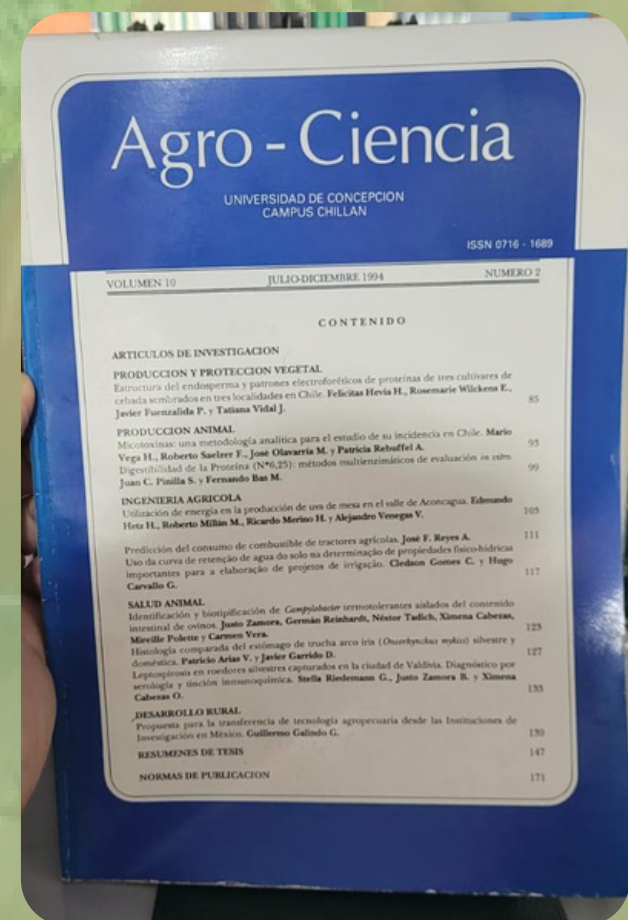 Agro - Ciencia
UNIVERSIDAD DE CONCEPCION
CAMPUS CHILLAN
ISSN 0716 - 1689
VOLUMEN 10 JULIO-DICIEMBRE 1994 NUMERO 2
CONTENIDO
ARTICULOS DE INVESTIGACION
PRODUCCION Y PROTECCION VEGETAL
Estructura del endosperma y patrones electroforéticos de proteínas de tres cultivares de
cebada sembrados en tres localidades en Chile. Felicitas Hevia H., Rosemarie Wilckens E.,
Javier Fuenzalida P. y Tatiana Vidal J. 85
PRODUCCION ANIMAL
Micotoxinas: una metodología analítica para el estudio de su incidencia en Chile. Mario
Vega H., Roberto Saelzer F., José Olavarría M. y Patricia Rebuffel A. 93
Digestibilidad de la Proteína (N*6,25): métodos multienzimáticos de evaluación in vitro.
Juan C. Pinilla S. y Fernando Bas M. 99
INGENIERIA AGRICOLA
Utilización de energía en la producción de uva de mesa en el valle de Aconcagua. Edmundo
Hetz H., Roberto Millán M., Ricardo Merino H. y Alejandro Venegas V. 103
Predicción del consumo de combustible de tractores agrícolas. José F. Reyes A. 111
Uso da curva de retenção de agua do solo na determinação de propiedades físico-hídricas
importantes para a elaboração de projetos de irrigação. Cledson Gomes C. y Hugo
Carvallo G. 117
SALUD ANIMAL
Identificación y biotipificación de Campylobacter termotolerantes aislados del contenido
intestinal de ovinos. Justo Zamora, Germán Reinhardt, Néstor Tadich, Ximena Cabezas,
Mireille Polette y Carmen Vera. 123
Histología comparada del estómago de trucha arco iris (Oncorhynchus mykiss) silvestre y
doméstica. Patricio Arias V. y Javier Garrido D. 127
Leptospirosis en roedores silvestres capturados en la ciudad de Valdivia. Diagnóstico por
serología y tinción inmunoquímica. Stella Riedemann G., Justo Zamora B. y Ximena
Cabezas O. 133
DESARROLLO RURAL
Propuesta para la transferencia de tecnología agropecuaria desde las Instituciones de
Investigación en México. Guillermo Galindo G. 139
RESUMENES DE TESIS 147
NORMAS DE PUBLICACION 171